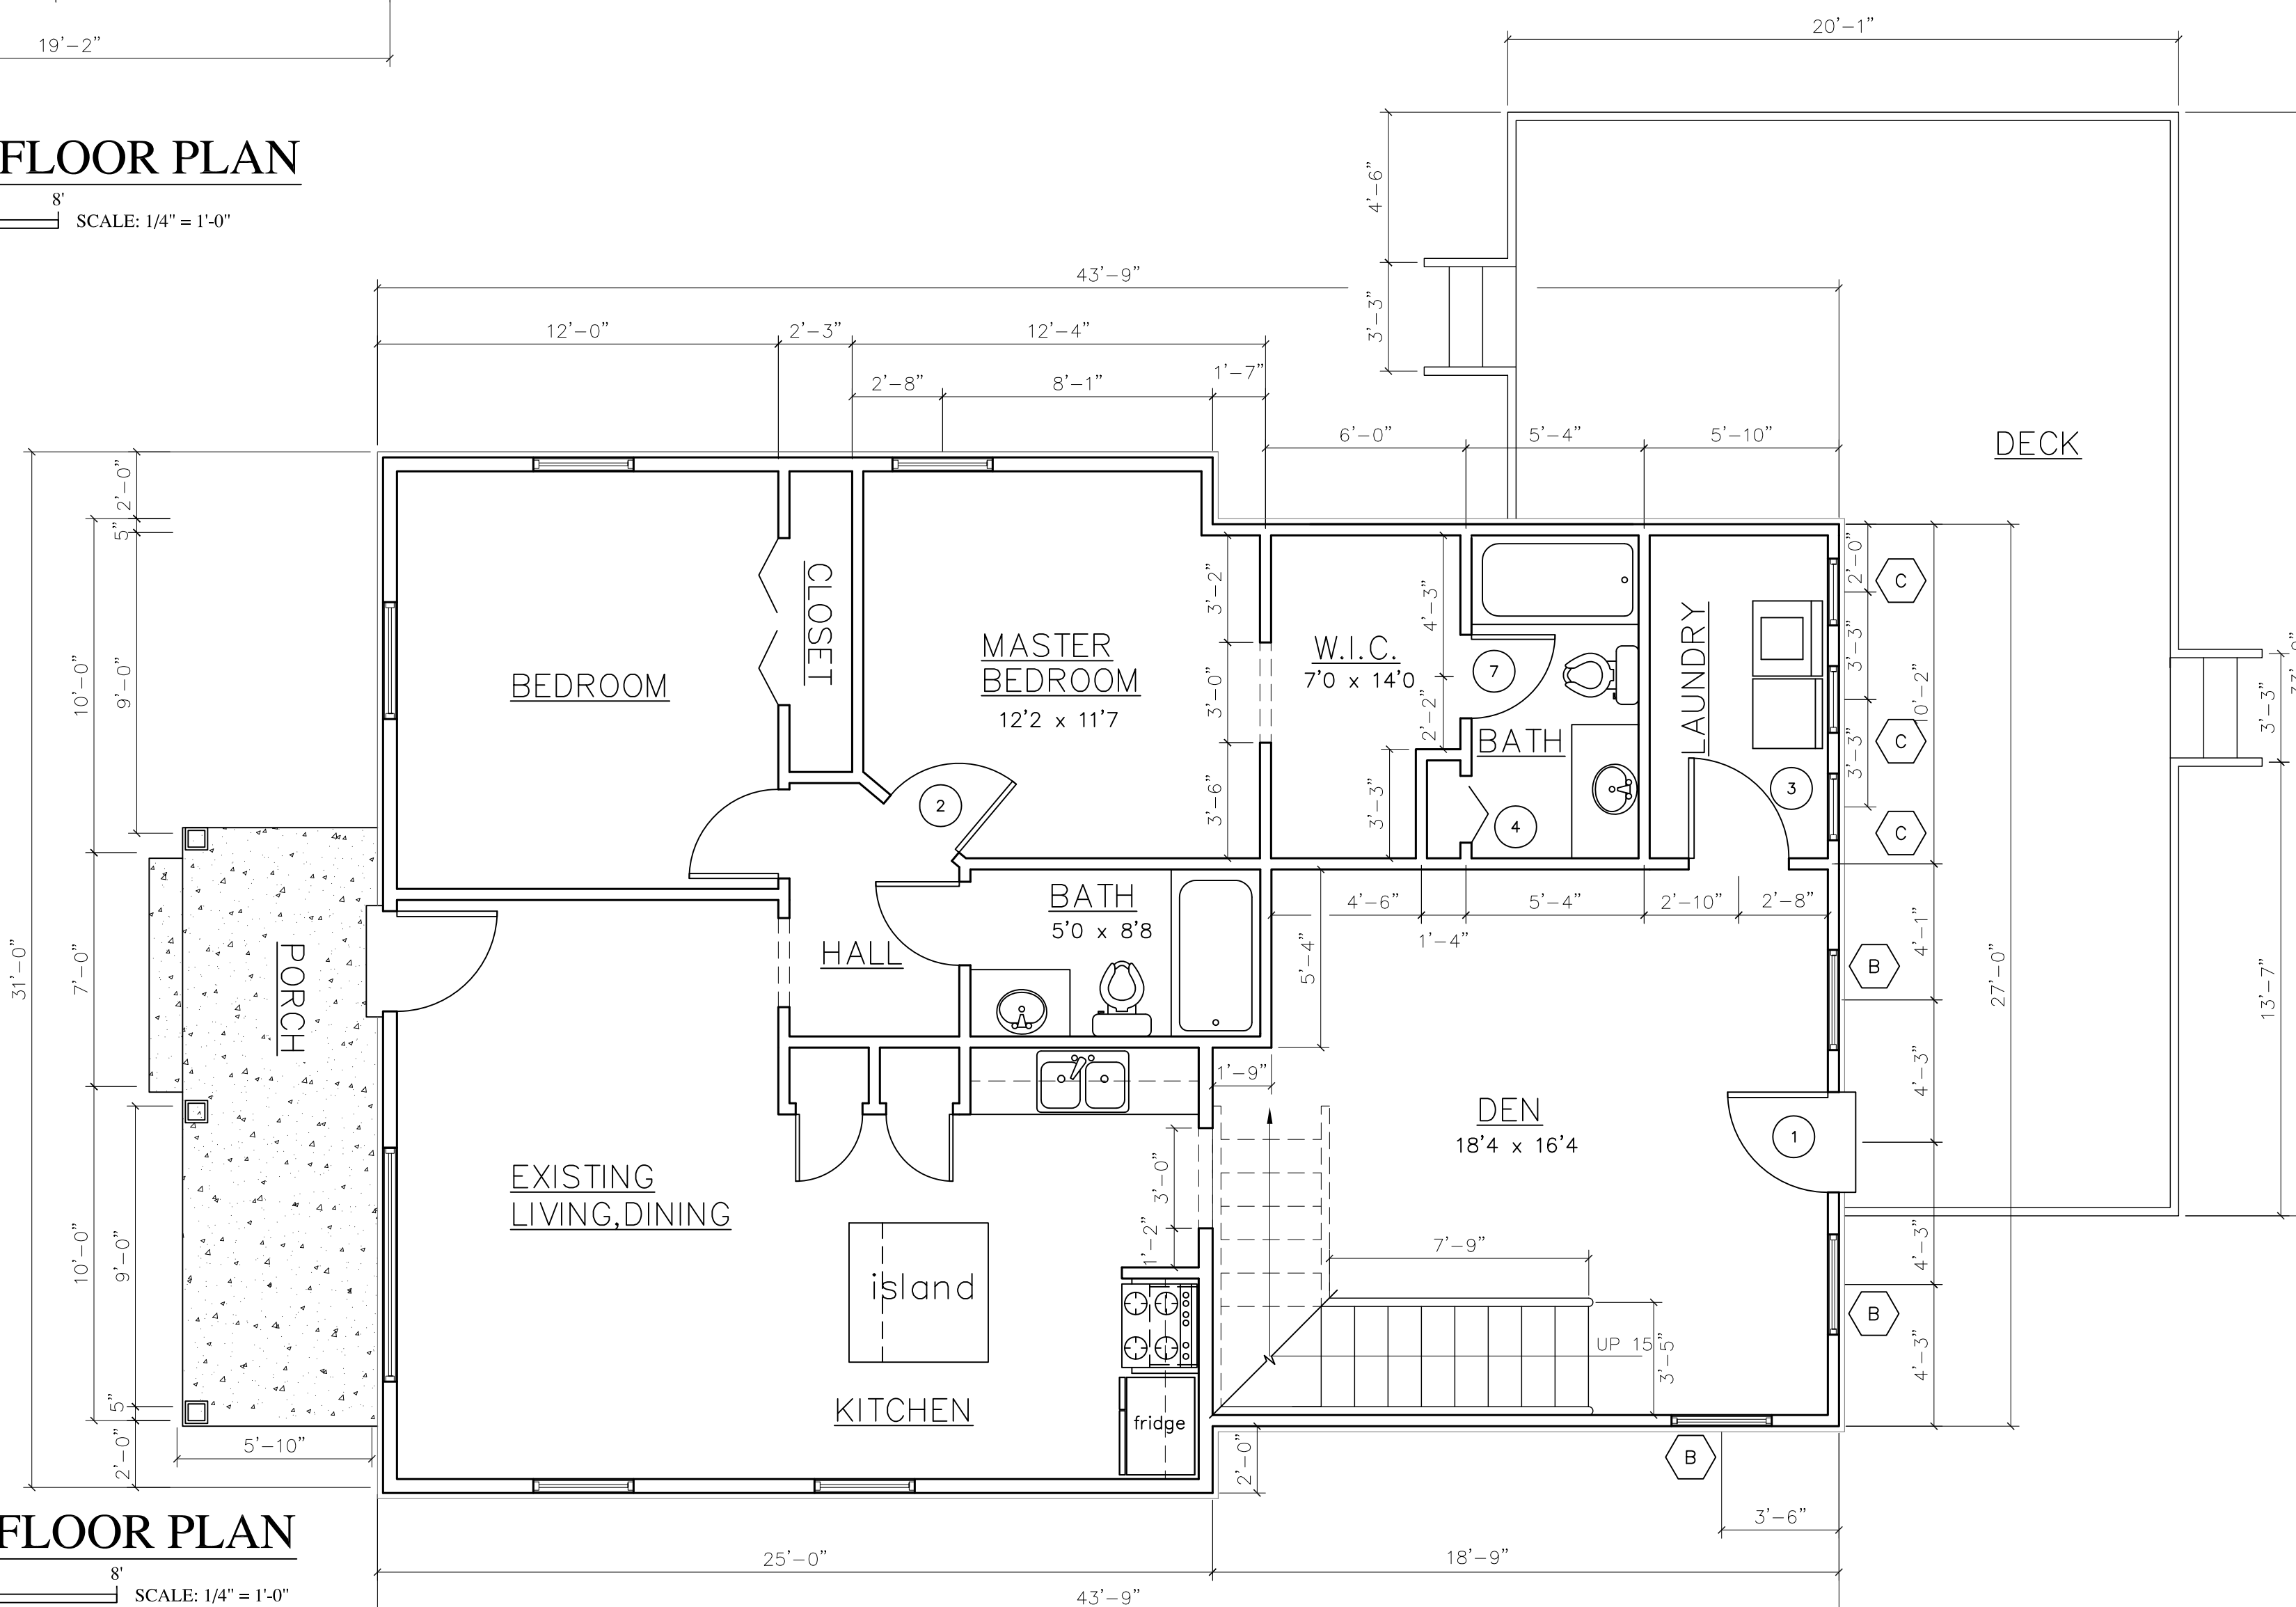 20'-1"
19'-2"
FLOOR PLAN
8'
SCALE: 1/4" = 1'-0"
4'-6"
3'-3"
43'-9"
12'-0"
2'-3"
12'-4"
2'-8"
8'-1"
1'-7"
6'-0"
5'-4"
5'-10"
DECK
2'-0"
5"
10'-0"
9'-0"
31'-0"
7'-0"
10'-0"
9'-0"
5"
2'-0"
5'-10"
PORCH
BEDROOM
CLOSET
MASTER
BEDROOM
12'2 x 11'7
2
3'-2"
3'-0"
3'-6"
W.I.C.
7'0 x 14'0
4'-3"
2'-2"
3'-3"
7
BATH
4
LAUNDRY
3
2'-0"
3'-3"
3'-3"
C
C
C
10'-2"
27'-0"
3'-3"
13'-7"
BATH
5'0 x 8'8
HALL
4'-6"
1'-4"
5'-4"
2'-10"
2'-8"
5'-4"
1'-9"
4'-1"
4'-3"
4'-3"
4'-3"
B
B
B
DEN
18'4 x 16'4
1
EXISTING
LIVING,DINING
3'-0"
1'-2"
island
7'-9"
UP 15
3'-5"
KITCHEN
fridge
2'-0"
3'-6"
FLOOR PLAN
8'
SCALE: 1/4" = 1'-0"
25'-0"
18'-9"
43'-9"